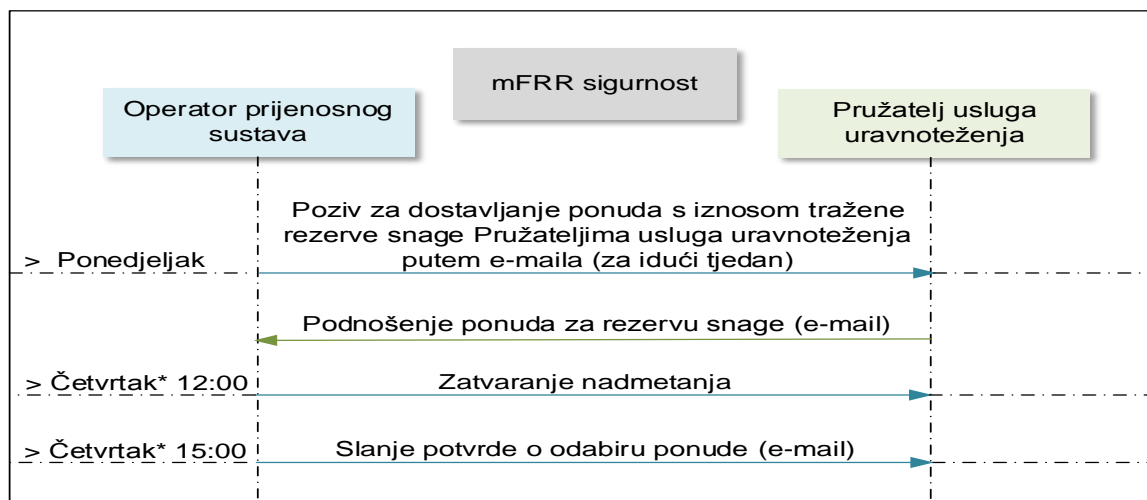 mFRR sigurnost
Operator prijenosnog
sustava
Pružatelj usluga
uravnoteženja
Poziv za dostavljanje ponuda s iznosom tražene
rezerve snage Pružateljima usluga uravnoteženja
putem e-maila (za idući tjedan)
> Ponedjeljak
Podnošenje ponuda za rezervu snage (e-mail)
> Četvrtak* 12:00
Zatvaranje nadmetanja
> Četvrtak* 15:00
Slanje potvrde o odabiru ponude (e-mail)